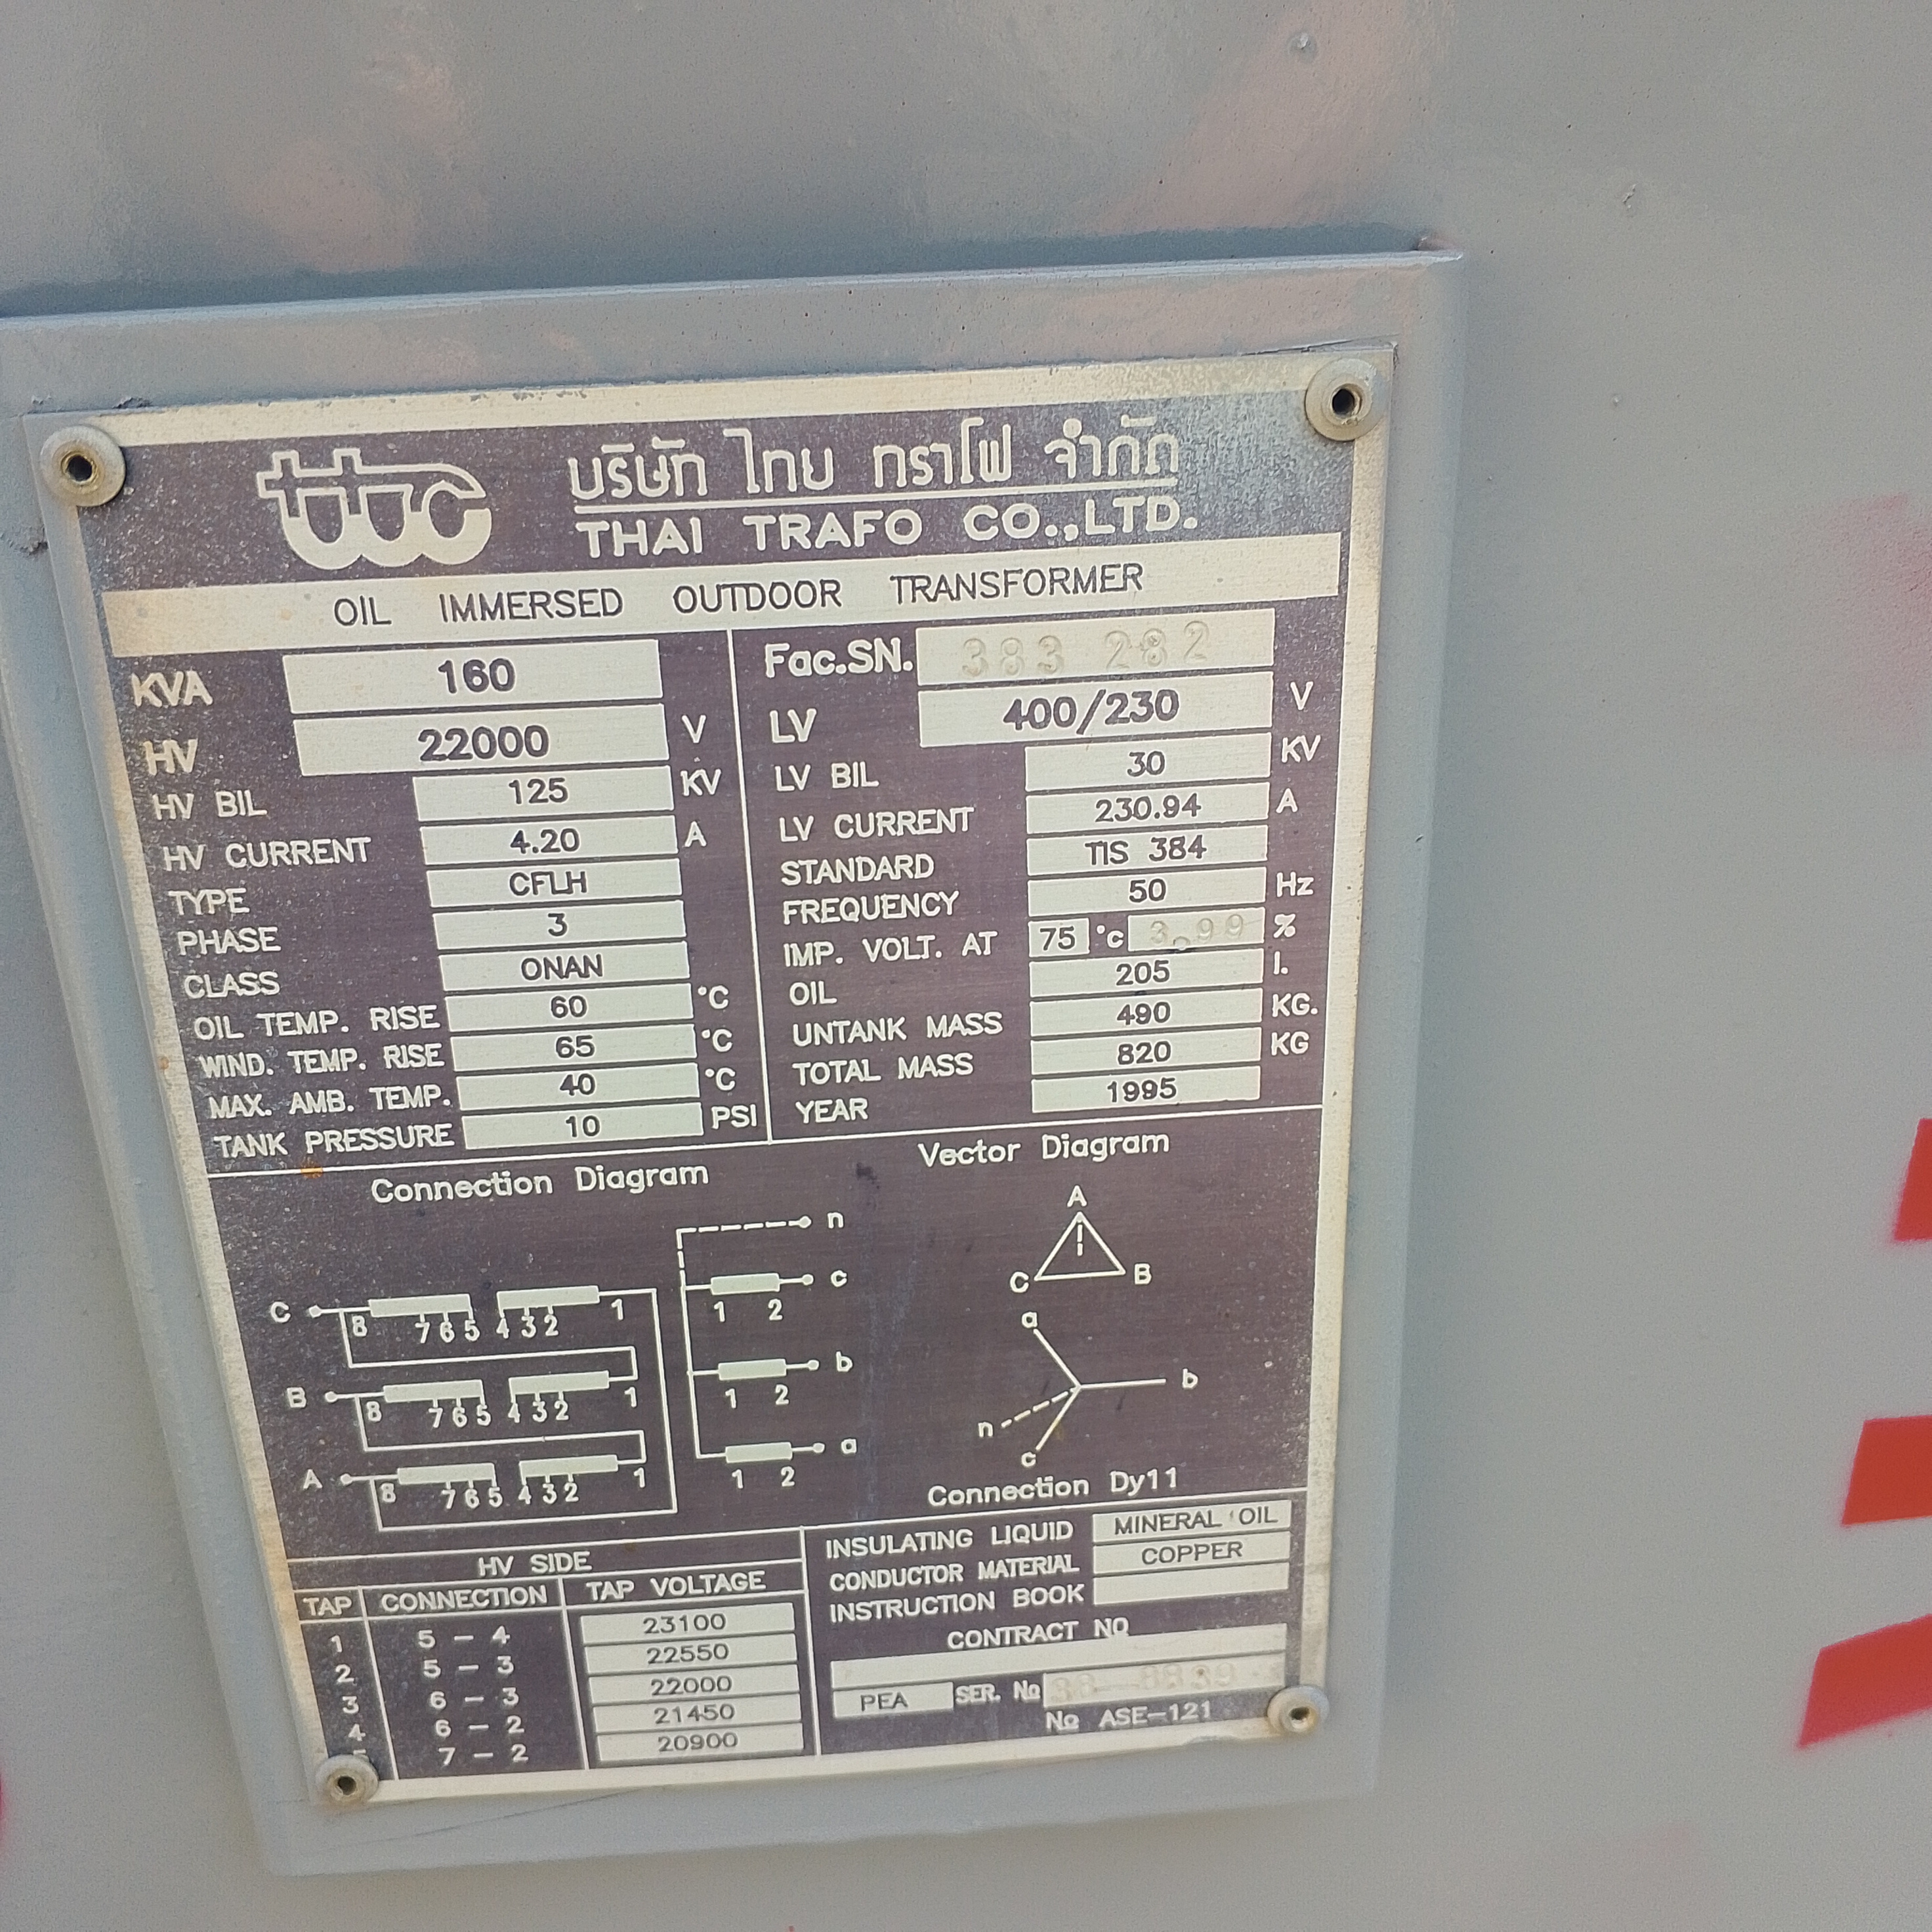 ttc
บริษัท ไทย ทราโฟ จำกัด
THAI TRAFO CO.,LTD.
OIL IMMERSED OUTDOOR TRANSFORMER
KVA 160
HV 22000 V
HV BIL 125 KV
HV CURRENT 4.20 A
TYPE CFLH
PHASE 3
CLASS ONAN
OIL TEMP. RISE 60 °C
WIND. TEMP. RISE 65 °C
MAX. AMB. TEMP. 40 °C
TANK PRESSURE 10 PSI
Fac.SN. 383 282
LV 400/230 V
LV BIL 30 KV
LV CURRENT 230.94 A
STANDARD TIS 384
FREQUENCY 50 Hz
IMP. VOLT. AT 75 °C 3.99 %
OIL 205 l.
UNTANK MASS 490 KG.
TOTAL MASS 820 KG
YEAR 1995
Connection Diagram
n
C 8 7 6 5 4 3 2 1 1 2 c
B 8 7 6 5 4 3 2 1 1 2 b
A 8 7 6 5 4 3 2 1 1 2 a
Vector Diagram
A
C B
a
b
n
c
Connection Dy11
HV SIDE
TAP CONNECTION TAP VOLTAGE
1 5 - 4 23100
2 5 - 3 22550
3 6 - 3 22000
4 6 - 2 21450
7 - 2 20900
INSULATING LIQUID MINERAL OIL
CONDUCTOR MATERIAL COPPER
INSTRUCTION BOOK
CONTRACT NO
PEA SER. No
No ASE-121